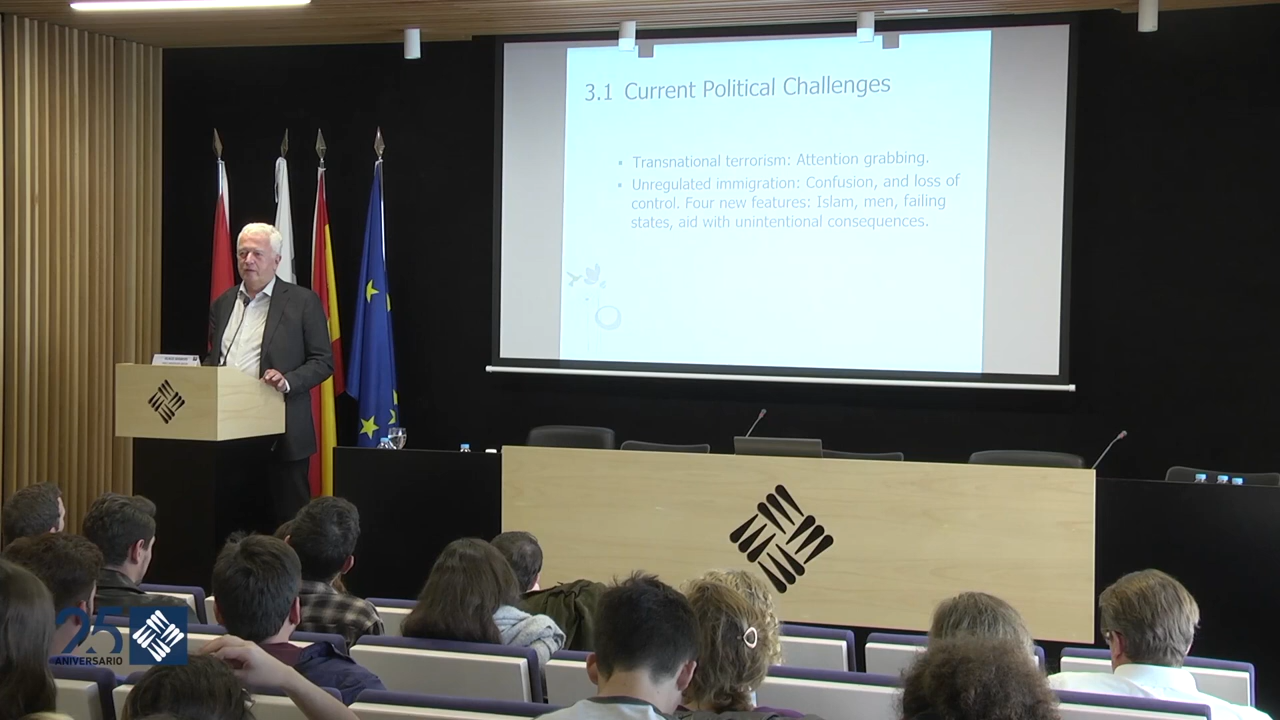 3.1 Current Political Challenges
▪ Transnational terrorism: Attention grabbing.
▪ Unregulated immigration: Confusion, and loss of
control. Four new features: Islam, men, failing
states, aid with unintentional consequences.
25
ANIVERSARIO